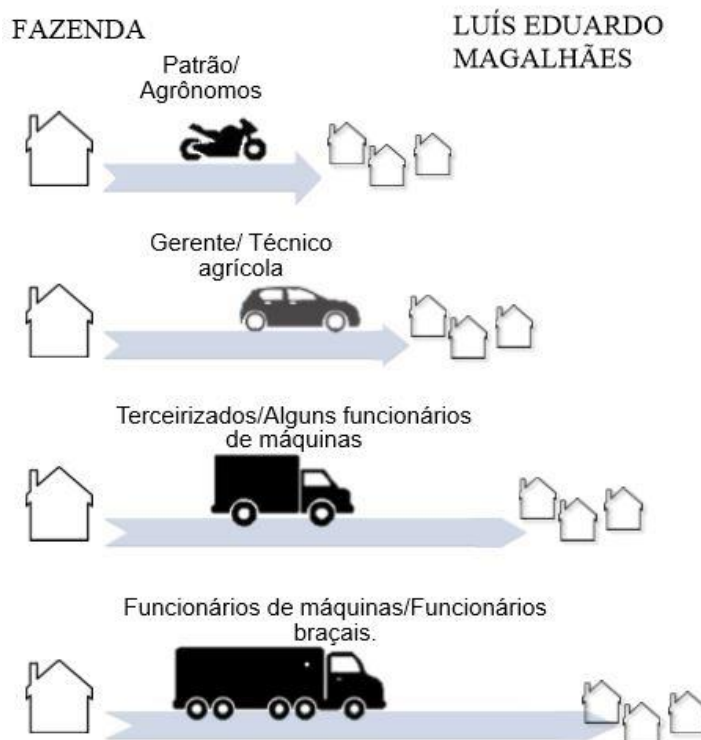 FAZENDA
LUÍS EDUARDO
MAGALHÃES
Patrão/
Agrônomos
Gerente/ Técnico
agrícola
Terceirizados/Alguns funcionários
de máquinas
Funcionários de máquinas/Funcionários
braçais.